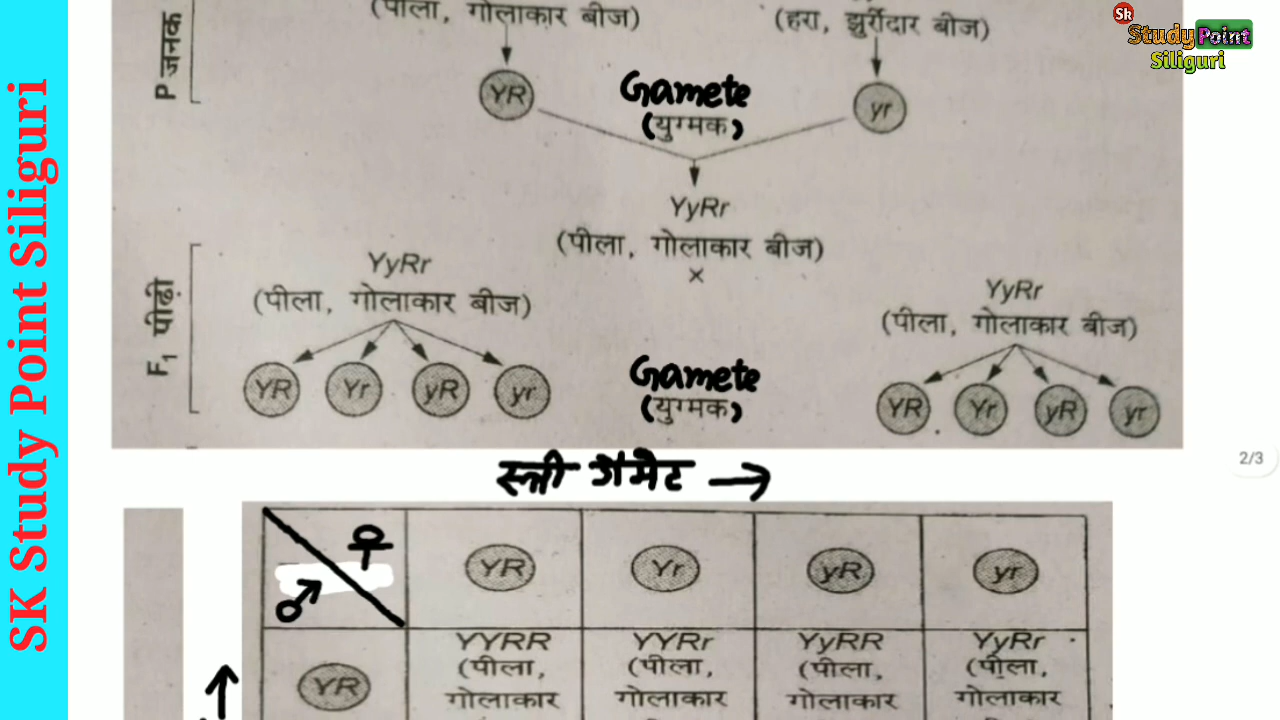 (पीला, गोलाकार बीज)
(हरा, झुर्रीदार बीज)
Sk
Study Point
Siliguri
SK Study Point Siliguri
P जनक
YR
Gamete
(युग्मक)
yr
YyRr
(पीला, गोलाकार बीज)
×
F₁ पीढ़ी
YyRr
(पीला, गोलाकार बीज)
YyRr
(पीला, गोलाकार बीज)
YR Yr yR yr
Gamete
(युग्मक)
YR Yr yR yr
2/3
स्त्री गैमेट →
♀
♂
YR Yr yR yr
YR
YYRR YYRr YyRR YyRr
(पीला, (पीला, (पीला, (पीला,
गोलाकार गोलाकार गोलाकार गोलाकार